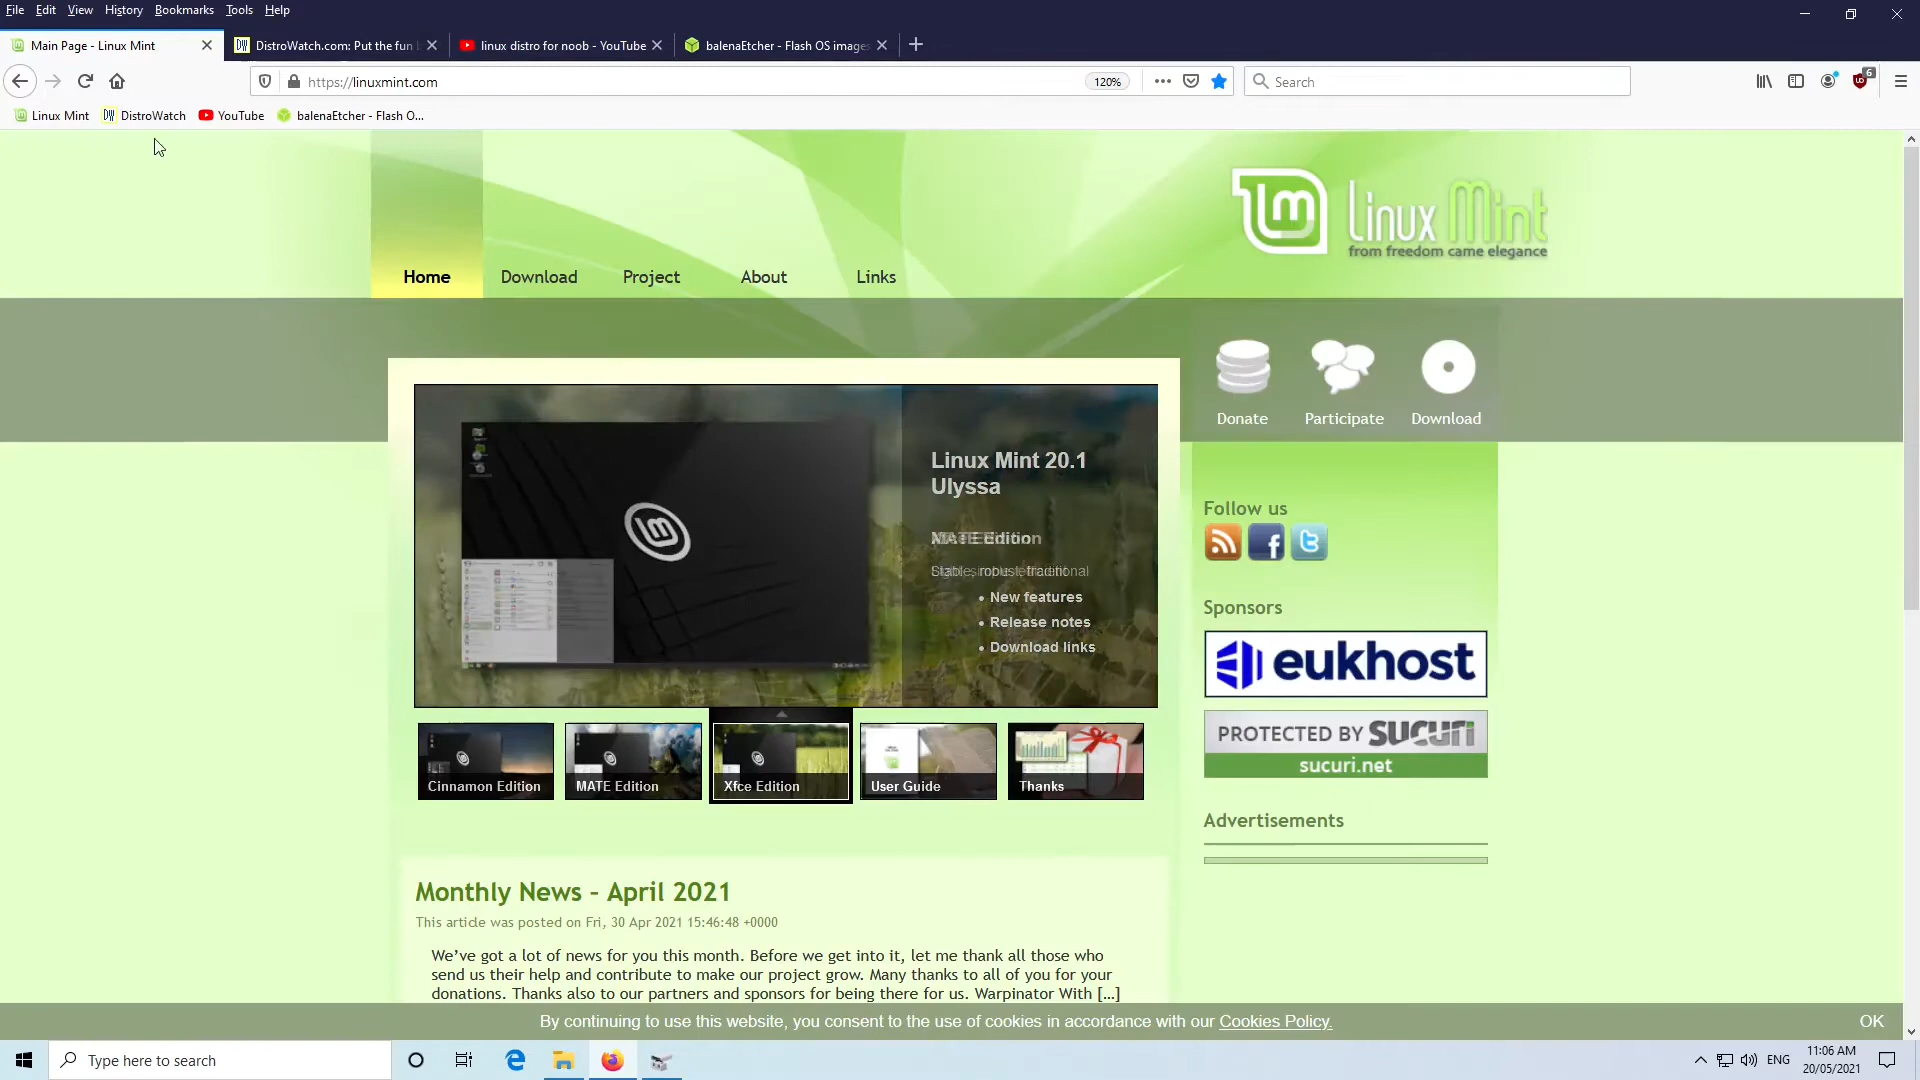 File Edit View History Bookmarks Tools Help
Main Page - Linux Mint
DistroWatch.com: Put the fun
linux distro for noob - YouTube
balenaEtcher - Flash OS images
https://linuxmint.com
120%
Search
6
Linux Mint
DistroWatch
YouTube
balenaEtcher - Flash O...
lm Linux Mint
from freedom came elegance
Home Download Project About Links
Donate Participate Download
Linux Mint 20.1
Ulyssa
Edition
New features
Release notes
Download links
Cinnamon Edition
MATE Edition
Xfce Edition
User Guide
Thanks
Follow us
Sponsors
eukhost
PROTECTED BY SUCURI
sucuri.net
Advertisements
Monthly News – April 2021
This article was posted on Fri, 30 Apr 2021 15:46:48 +0000
We’ve got a lot of news for you this month. Before we get into it, let me thank all those who
send us their help and contribute to make our project grow. Many thanks to all of you for your
donations. Thanks also to our partners and sponsors for being there for us. Warpinator With [...]
By continuing to use this website, you consent to the use of cookies in accordance with our Cookies Policy.
OK
Type here to search
ENG
11:06 AM
20/05/2021